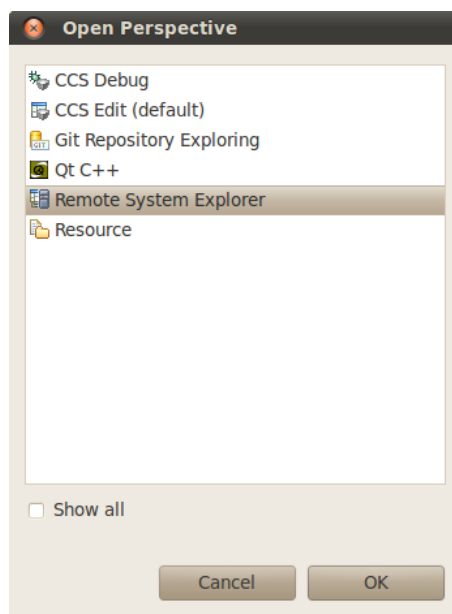 Open Perspective
CCS Debug
CCS Edit (default)
GIT
Git Repository Exploring
Qt C++
Remote System Explorer
Resource
Show all
Cancel OK